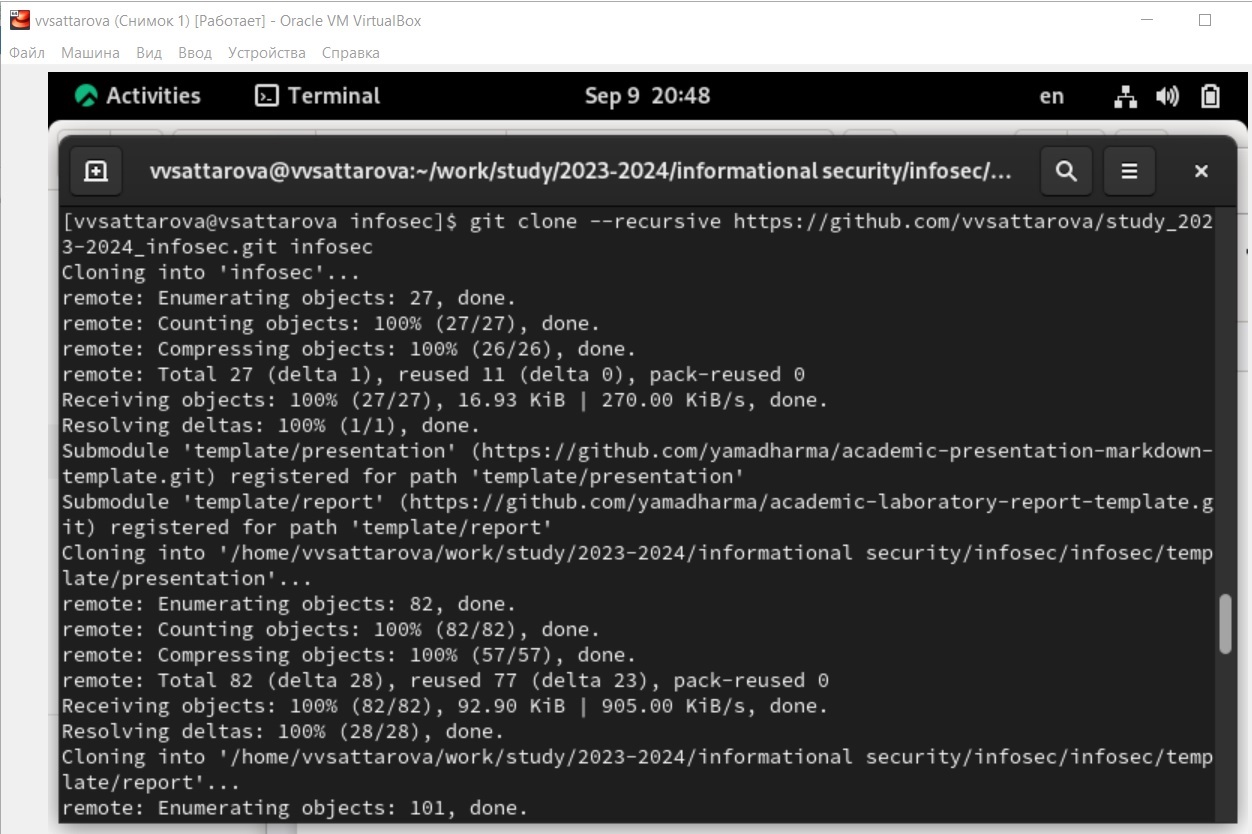 vvsattarova (Снимок 1) [Работает] - Oracle VM VirtualBox
Файл Машина Вид Ввод Устройства Справка
Activities Terminal Sep 9 20:48 en
vvsattarova@vvsattarova:~/work/study/2023-2024/informational security/infosec/...
[vvsattarova@vsattarova infosec]$ git clone --recursive https://github.com/vvsattarova/study_202
3-2024_infosec.git infosec
Cloning into 'infosec'...
remote: Enumerating objects: 27, done.
remote: Counting objects: 100% (27/27), done.
remote: Compressing objects: 100% (26/26), done.
remote: Total 27 (delta 1), reused 11 (delta 0), pack-reused 0
Receiving objects: 100% (27/27), 16.93 KiB | 270.00 KiB/s, done.
Resolving deltas: 100% (1/1), done.
Submodule 'template/presentation' (https://github.com/yamadharma/academic-presentation-markdown-
template.git) registered for path 'template/presentation'
Submodule 'template/report' (https://github.com/yamadharma/academic-laboratory-report-template.g
it) registered for path 'template/report'
Cloning into '/home/vvsattarova/work/study/2023-2024/informational security/infosec/infosec/temp
late/presentation'...
remote: Enumerating objects: 82, done.
remote: Counting objects: 100% (82/82), done.
remote: Compressing objects: 100% (57/57), done.
remote: Total 82 (delta 28), reused 77 (delta 23), pack-reused 0
Receiving objects: 100% (82/82), 92.90 KiB | 905.00 KiB/s, done.
Resolving deltas: 100% (28/28), done.
Cloning into '/home/vvsattarova/work/study/2023-2024/informational security/infosec/infosec/temp
late/report'...
remote: Enumerating objects: 101, done.